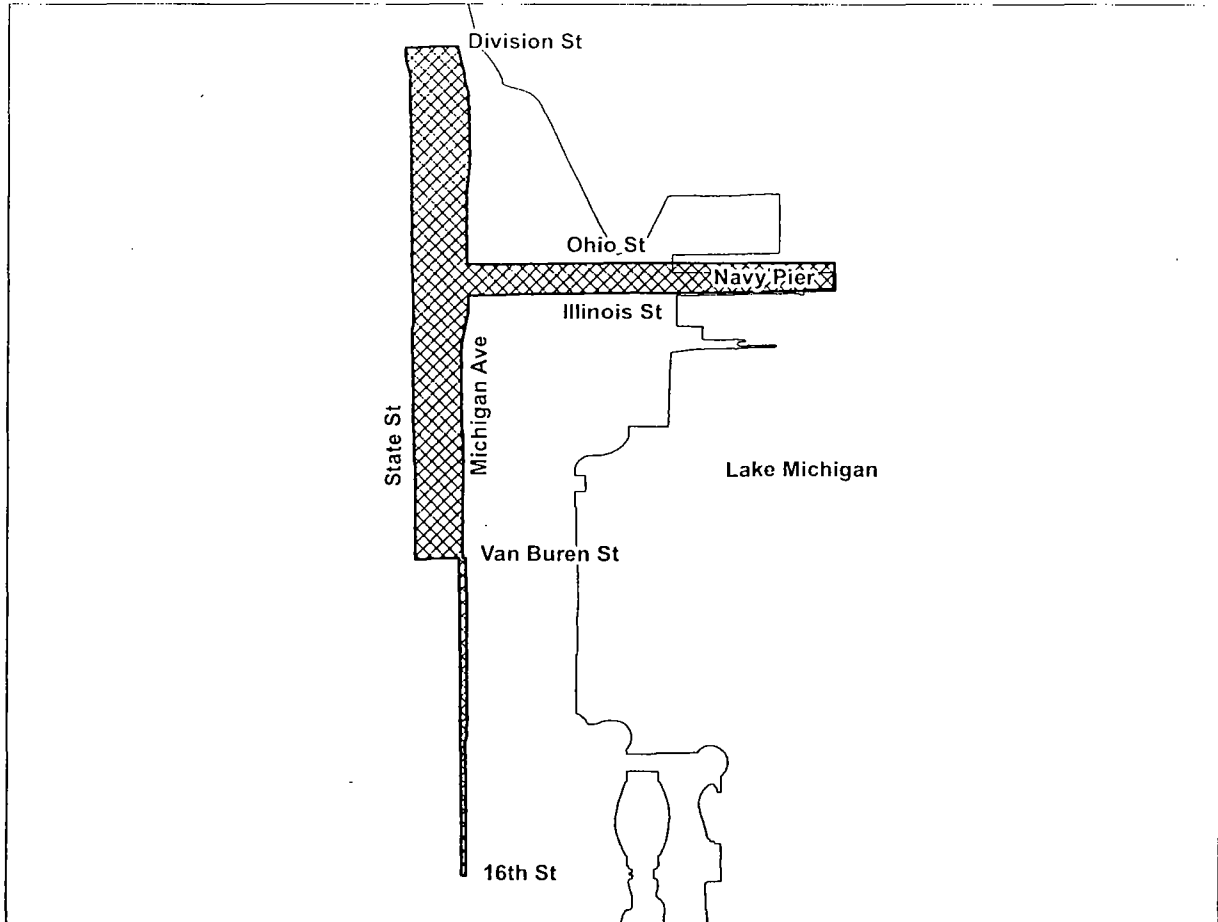 Division St
Ohio St
Navy Pier
Illinois St
State St
Michigan Ave
Lake Michigan
Van Buren St
16th St